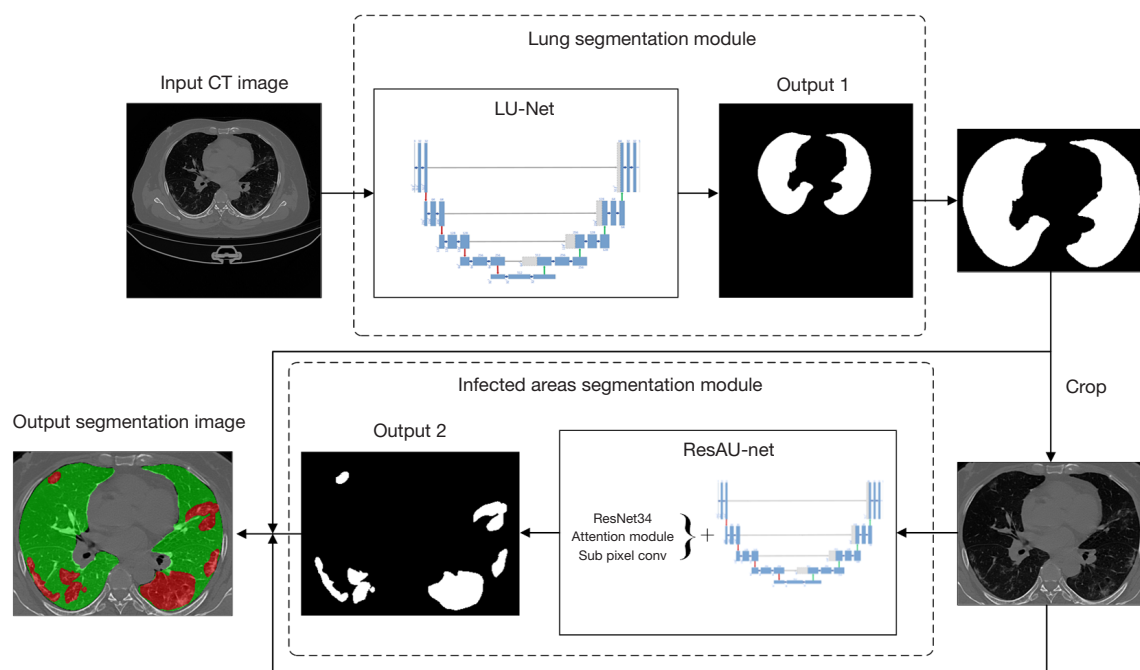 Lung segmentation module
Input CT image
LU-Net
Output 1
Infected areas segmentation module
Crop
Output segmentation image
Output 2
ResAU-net
ResNet34
Attention module
Sub pixel conv
+